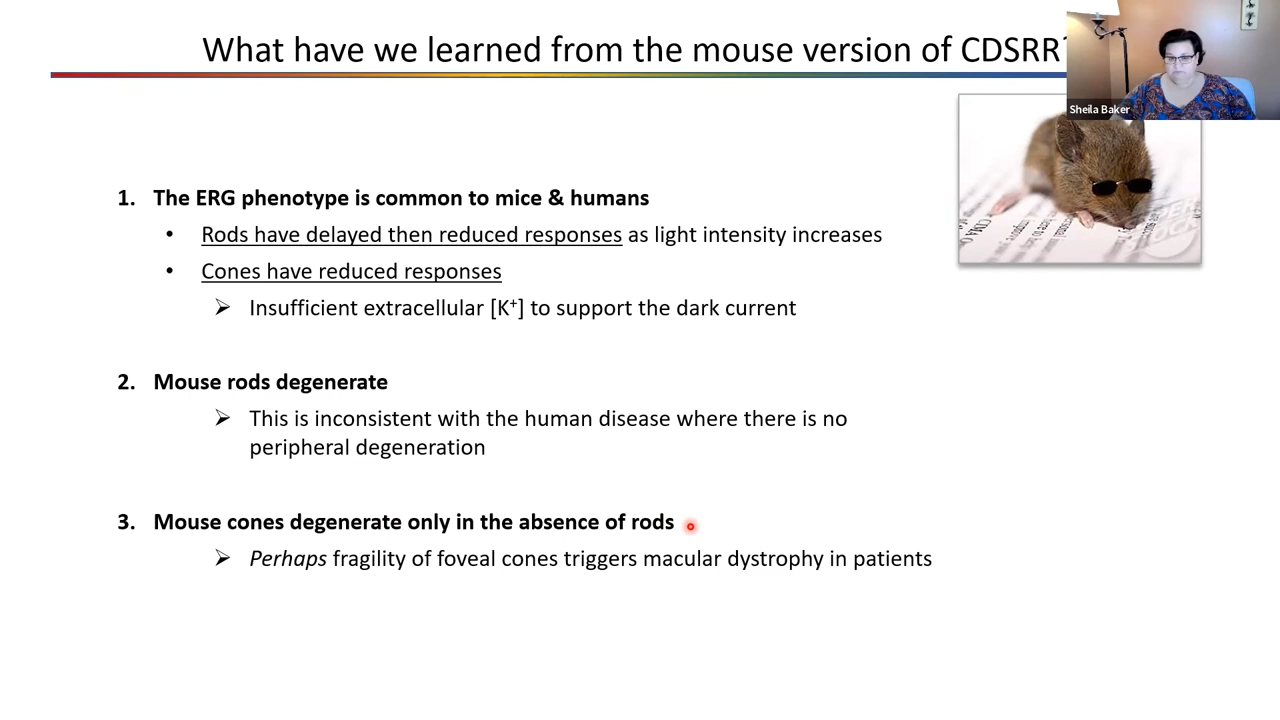 What have we learned from the mouse version of CDSRR
Sheila Baker
1. The ERG phenotype is common to mice & humans
• Rods have delayed then reduced responses as light intensity increases
• Cones have reduced responses
➢ Insufficient extracellular [K⁺] to support the dark current
2. Mouse rods degenerate
➢ This is inconsistent with the human disease where there is no
peripheral degeneration
3. Mouse cones degenerate only in the absence of rods
➢ Perhaps fragility of foveal cones triggers macular dystrophy in patients